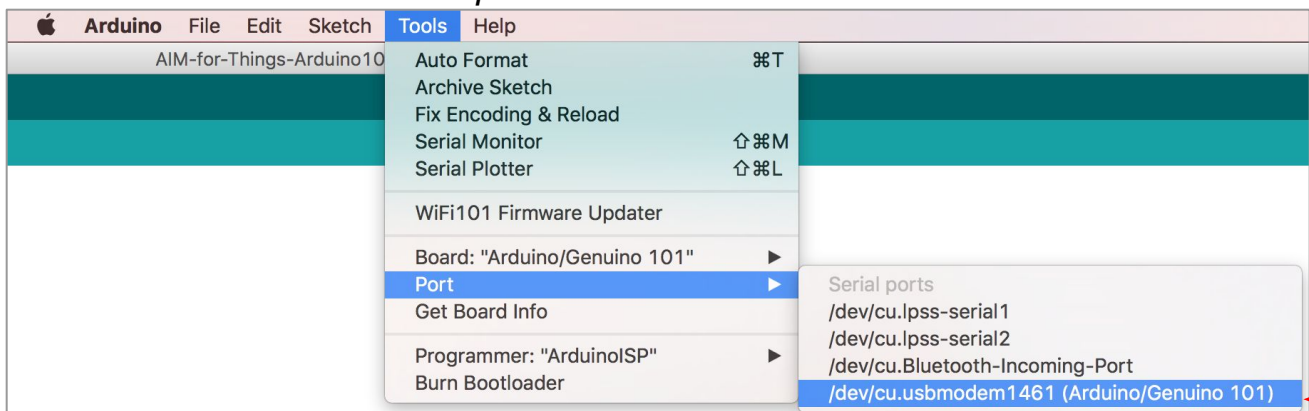 Arduino File Edit Sketch Tools Help
AIM-for-Things-Arduino10
Auto Format ⌘T
Archive Sketch
Fix Encoding & Reload
Serial Monitor ⇧⌘M
Serial Plotter ⇧⌘L
WiFi101 Firmware Updater
Board: "Arduino/Genuino 101" ▶
Port ▶
Get Board Info
Programmer: "ArduinoISP" ▶
Burn Bootloader
Serial ports
/dev/cu.lpss-serial1
/dev/cu.lpss-serial2
/dev/cu.Bluetooth-Incoming-Port
/dev/cu.usbmodem1461 (Arduino/Genuino 101)